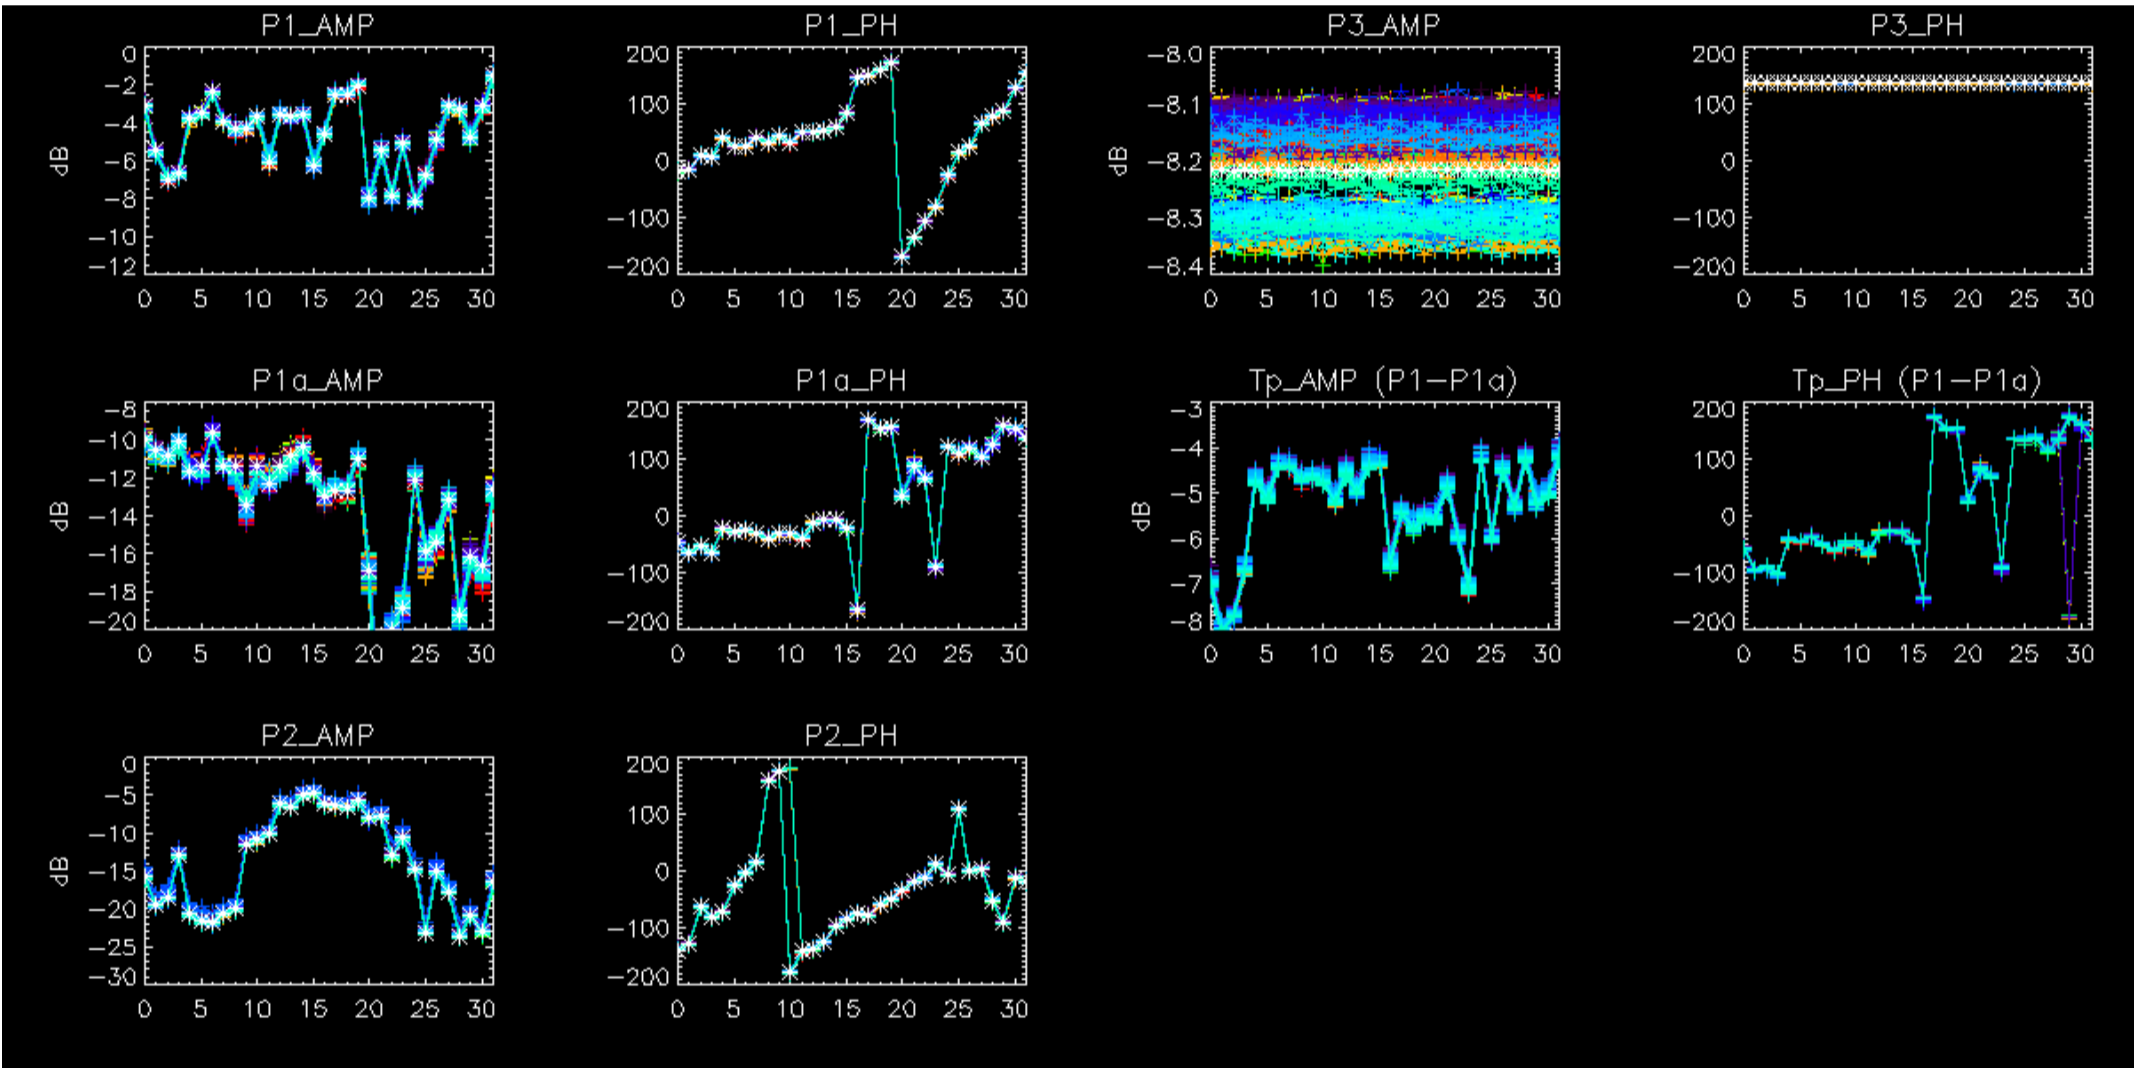 P1_AMP
P1_PH
P3_AMP
P3_PH
0
−2
−4
−6
−8
−10
−12
dB
0 5 10 15 20 25 30
200
100
0
−100
−200
0 5 10 15 20 25 30
−8.0
−8.1
−8.2
−8.3
−8.4
dB
0 5 10 15 20 25 30
200
100
0
−100
−200
0 5 10 15 20 25 30
P1a_AMP
P1a_PH
Tp_AMP (P1−P1a)
Tp_PH (P1−P1a)
−8
−10
−12
−14
−16
−18
−20
dB
0 5 10 15 20 25 30
200
100
0
−100
−200
0 5 10 15 20 25 30
−3
−4
−5
−6
−7
−8
dB
0 5 10 15 20 25 30
200
100
0
−100
−200
0 5 10 15 20 25 30
P2_AMP
P2_PH
0
−5
−10
−15
−20
−25
−30
dB
0 5 10 15 20 25 30
200
100
0
−100
−200
0 5 10 15 20 25 30